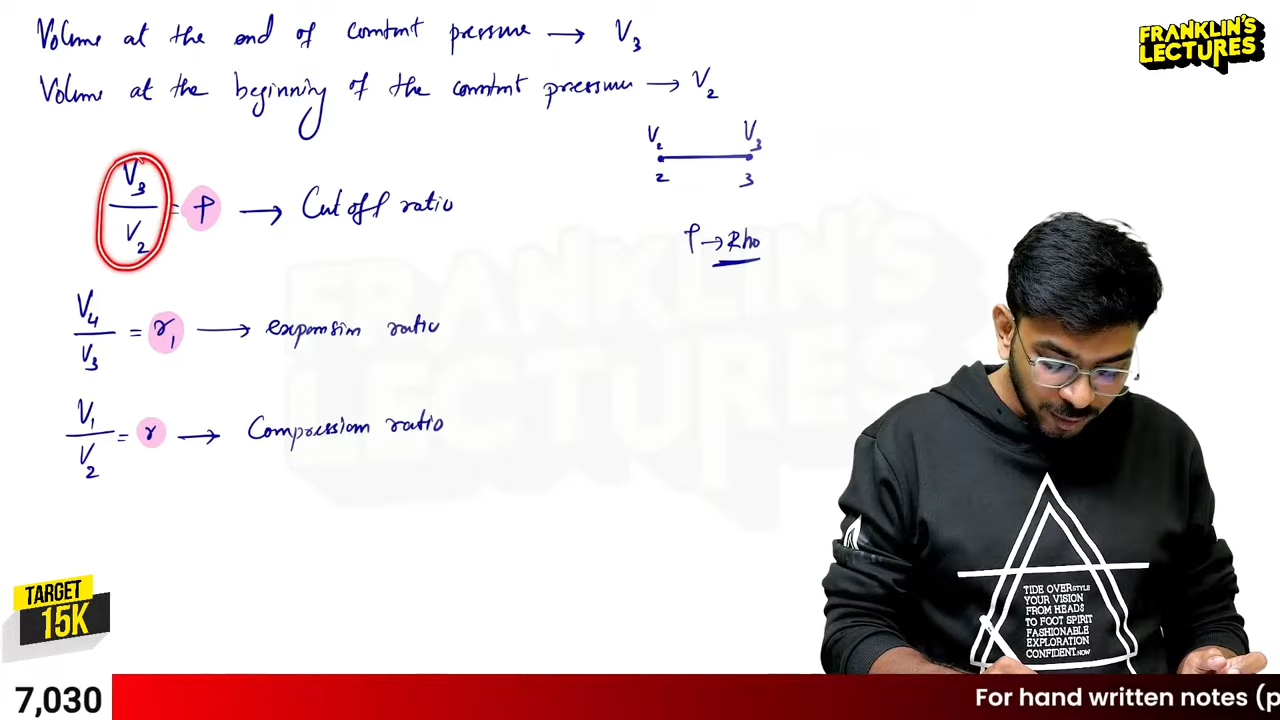 Volume at the end of constant pressure → V3
Volume at the beginning of the constant pressure → V2
V3/V2 = ρ → Cut off ratio
V2 V3
2 3
ρ → Rho
V4/V3 = r1 → expansion ratio
V1/V2 = r → Compression ratio
FRANKLIN'S
LECTURES
FRANKLIN'S
LECTURES
TIDE OVER STYLE
YOUR VISION
FROM HEADS
TO FOOT SPIRIT
FASHIONABLE
EXPLORATION
CONFIDENT.NOW
TARGET
15K
7,030
For hand written notes (p